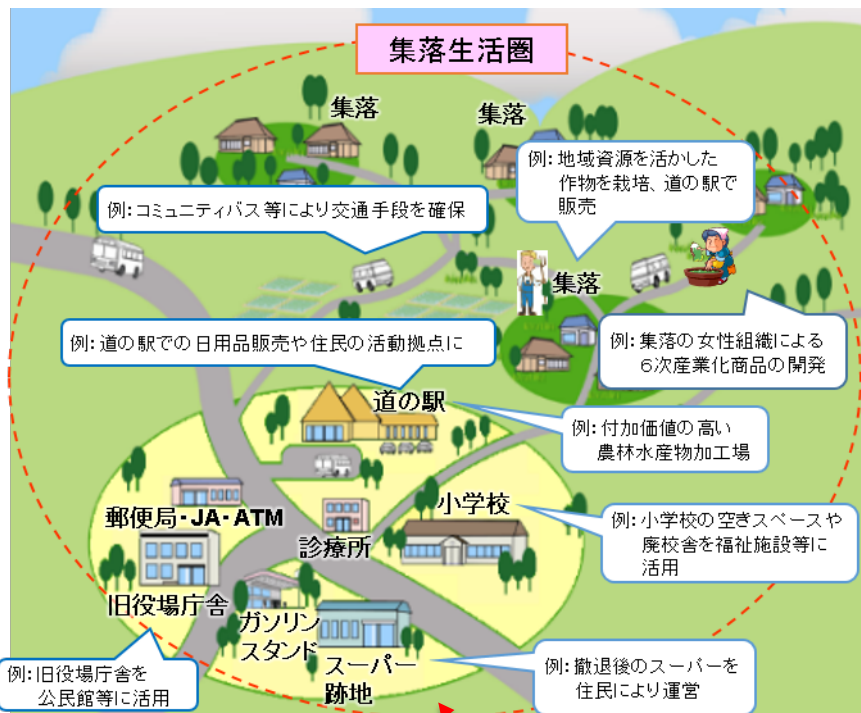 集落生活圏
集落
集落
例：地域資源を活かした
作物を栽培、道の駅で
販売
例：コミュニティバス等により交通手段を確保
集落
例：道の駅での日用品販売や住民の活動拠点に
例：集落の女性組織による
6次産業化商品の開発
道の駅
例：付加価値の高い
農林水産物加工場
郵便局・JA・ATM
診療所
小学校
例：小学校の空きスペースや
廃校舎を福祉施設等に
活用
旧役場庁舎
ガソリン
スタンド
スーパー
跡地
例：旧役場庁舎を
公民館等に活用
例：撤退後のスーパーを
住民により運営